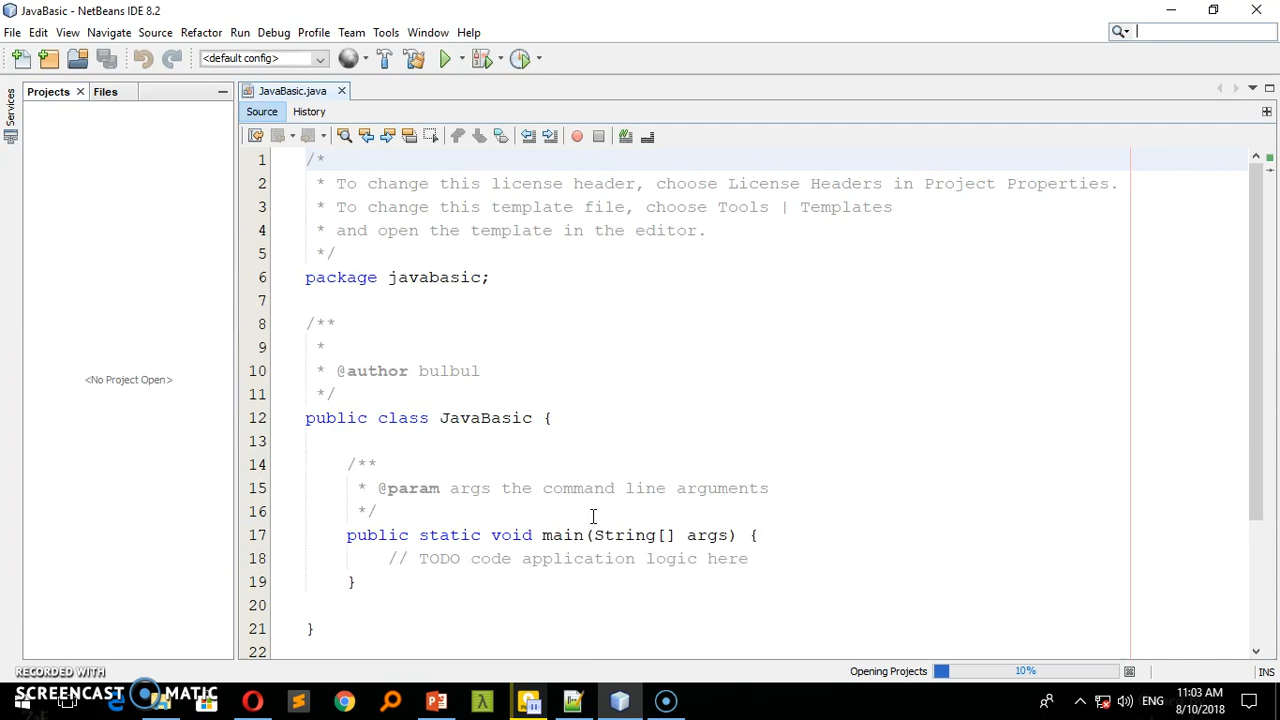 JavaBasic - NetBeans IDE 8.2
File Edit View Navigate Source Refactor Run Debug Profile Team Tools Window Help
<default config>
Services
Projects Files
<No Project Open>
JavaBasic.java
Source History
1 /*
2 * To change this license header, choose License Headers in Project Properties.
3 * To change this template file, choose Tools | Templates
4 * and open the template in the editor.
5 */
6 package javabasic;
7
8 /**
9 *
10 * @author bulbul
11 */
12 public class JavaBasic {
13
14 /**
15 * @param args the command line arguments
16 */
17 public static void main(String[] args) {
18 // TODO code application logic here
19 }
20
21 }
22
Opening Projects 10% INS
RECORDED WITH
SCREENCAST MATIC
ENG
11:03 AM
8/10/2018